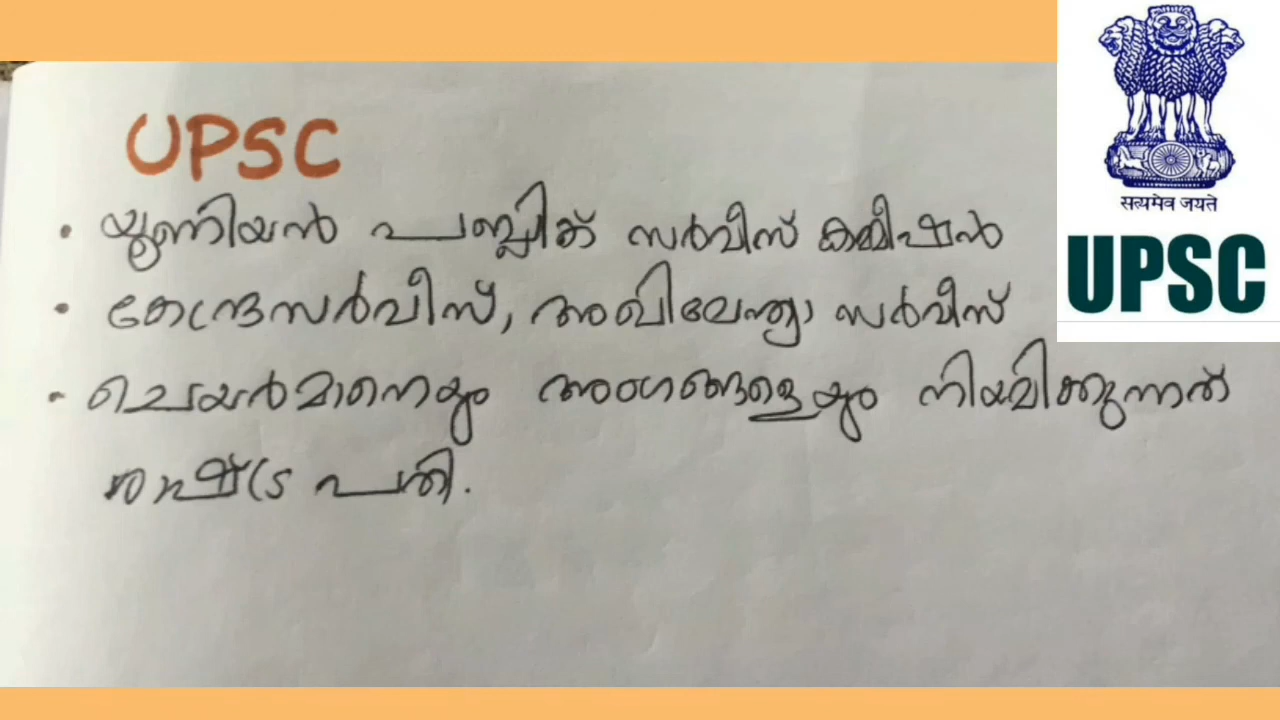 UPSC
• യൂണിയൻ പബ്ലിക് സർവീസ് കമ്മീഷൻ
• കേന്ദ്രസർവീസ്, അഖിലേന്ത്യാ സർവീസ്
- ചെയർമാനെയും അംഗങ്ങളെയും നിയമിക്കുന്നത്
രാഷ്ട്രപതി.
सत्यमेव जयते
UPSC